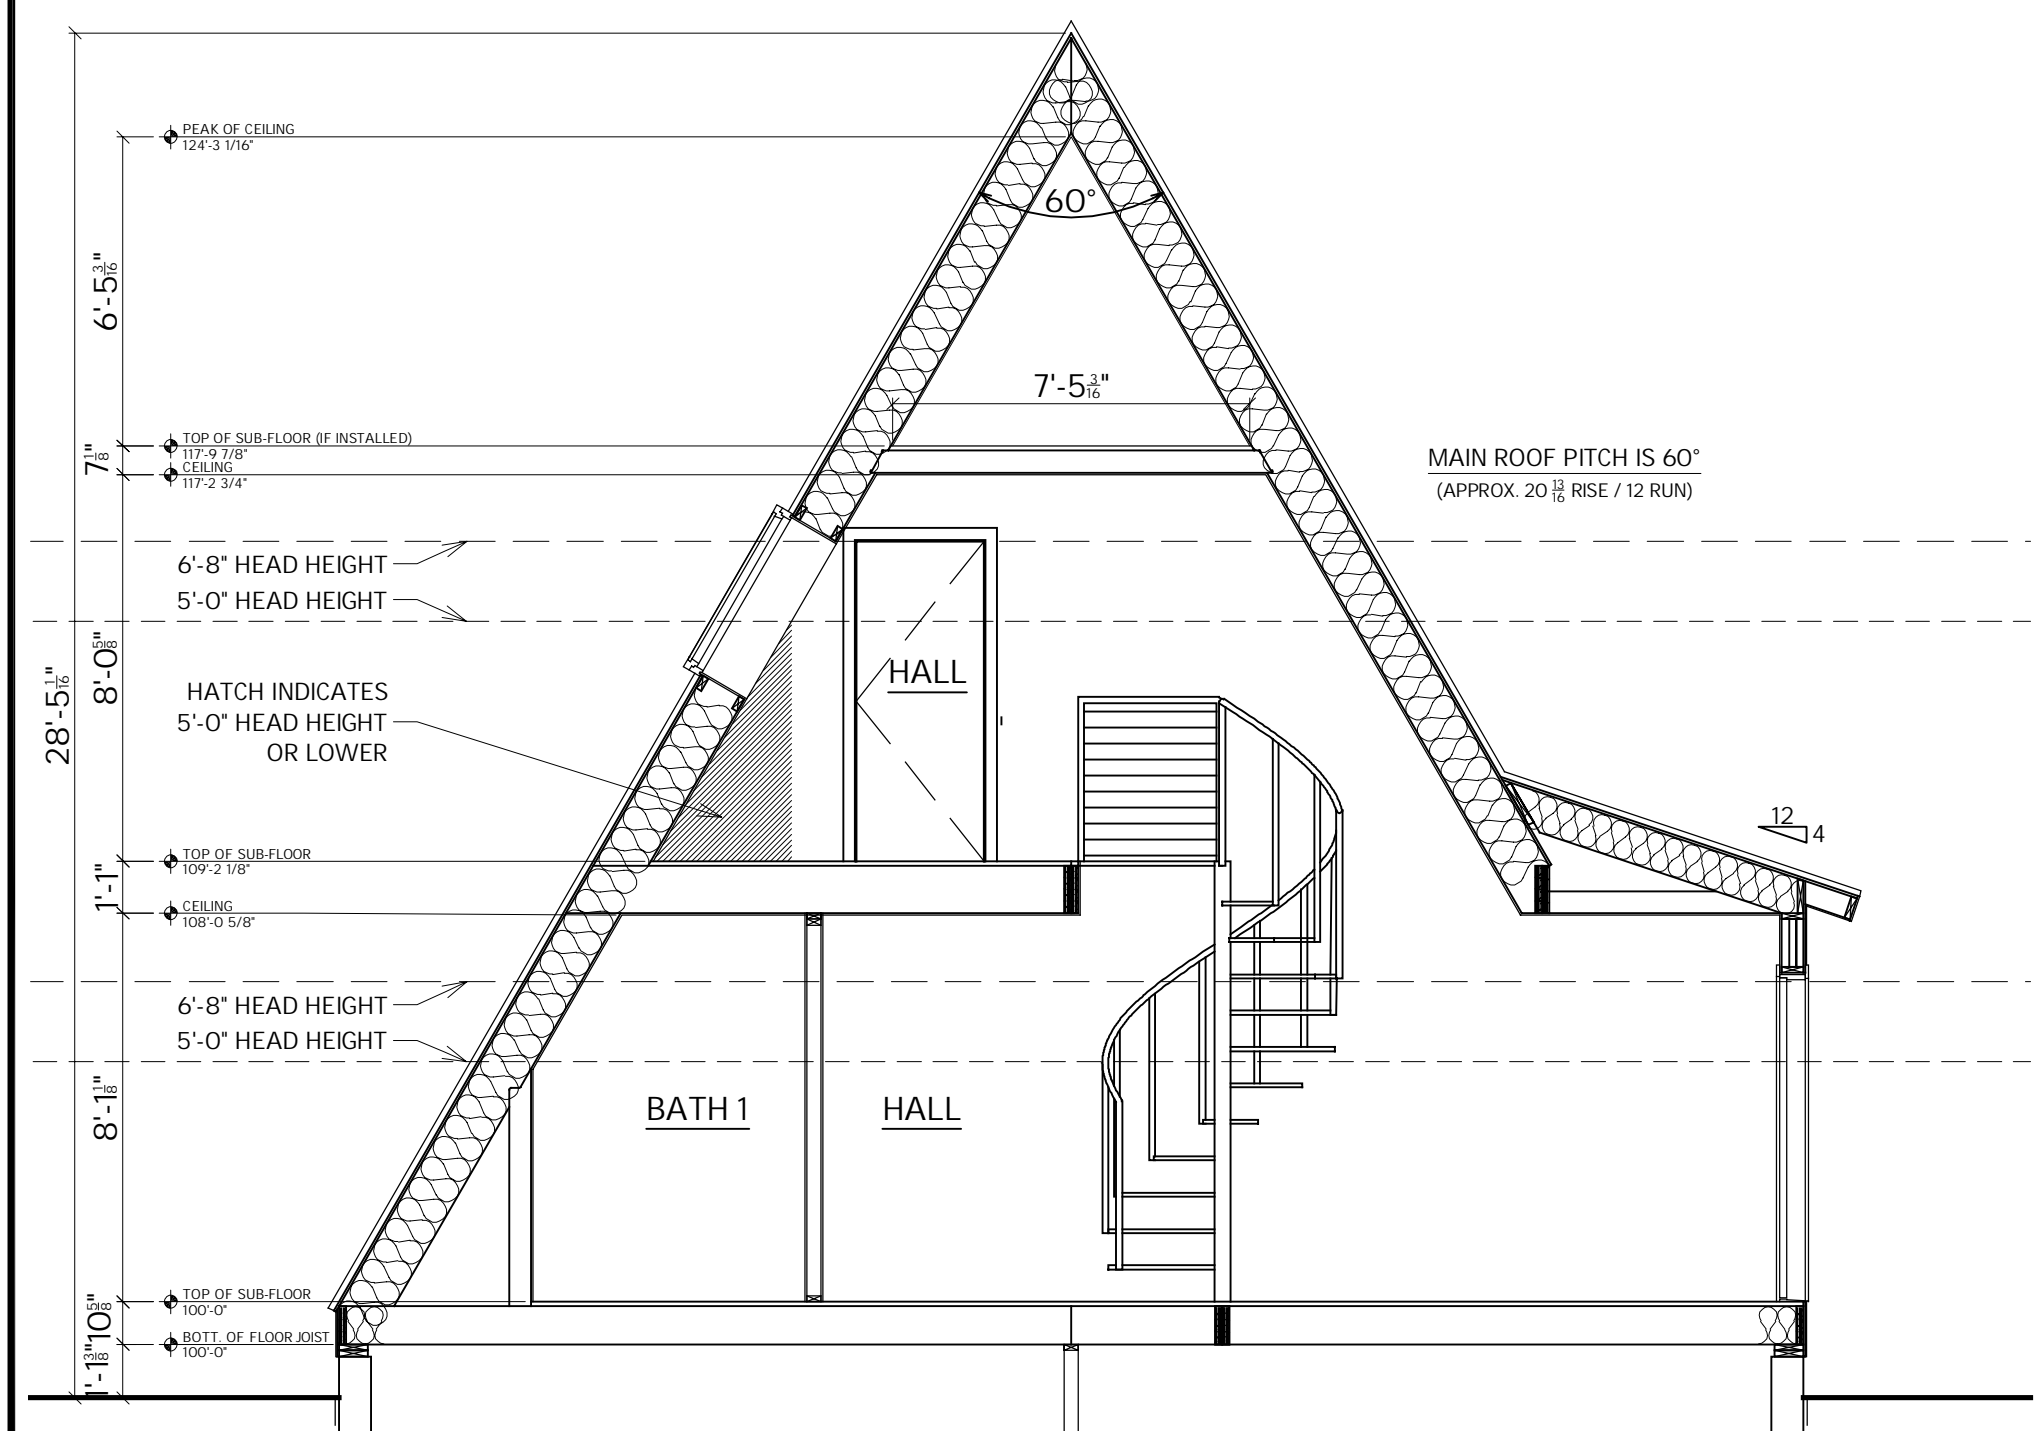 PEAK OF CEILING
124'-3 1/16"
60°
6'-5 3/16"
7'-5 3/16"
TOP OF SUB-FLOOR (IF INSTALLED)
117'-9 7/8"
7 1/8"
CEILING
117'-2 3/4"
MAIN ROOF PITCH IS 60°
(APPROX. 20 13/16 RISE / 12 RUN)
6'-8" HEAD HEIGHT
5'-0" HEAD HEIGHT
8'-0 5/8"
28'-5 1/16"
HALL
HATCH INDICATES
5'-0" HEAD HEIGHT
OR LOWER
12
4
TOP OF SUB-FLOOR
109'-2 1/8"
1'-1"
CEILING
108'-0 5/8"
6'-8" HEAD HEIGHT
5'-0" HEAD HEIGHT
8'-1 1/8"
BATH 1
HALL
TOP OF SUB-FLOOR
100'-0"
10 5/8"
BOTT. OF FLOOR JOIST
100'-0"
1'-1 3/8"